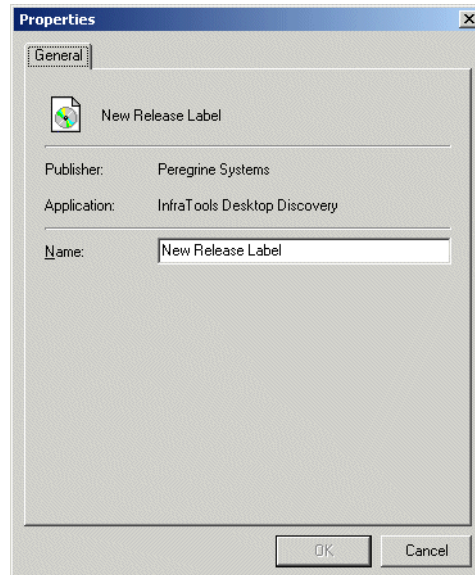 Properties
General
New Release Label
Publisher: Peregrine Systems
Application: InfraTools Desktop Discovery
Name: New Release Label
OK Cancel